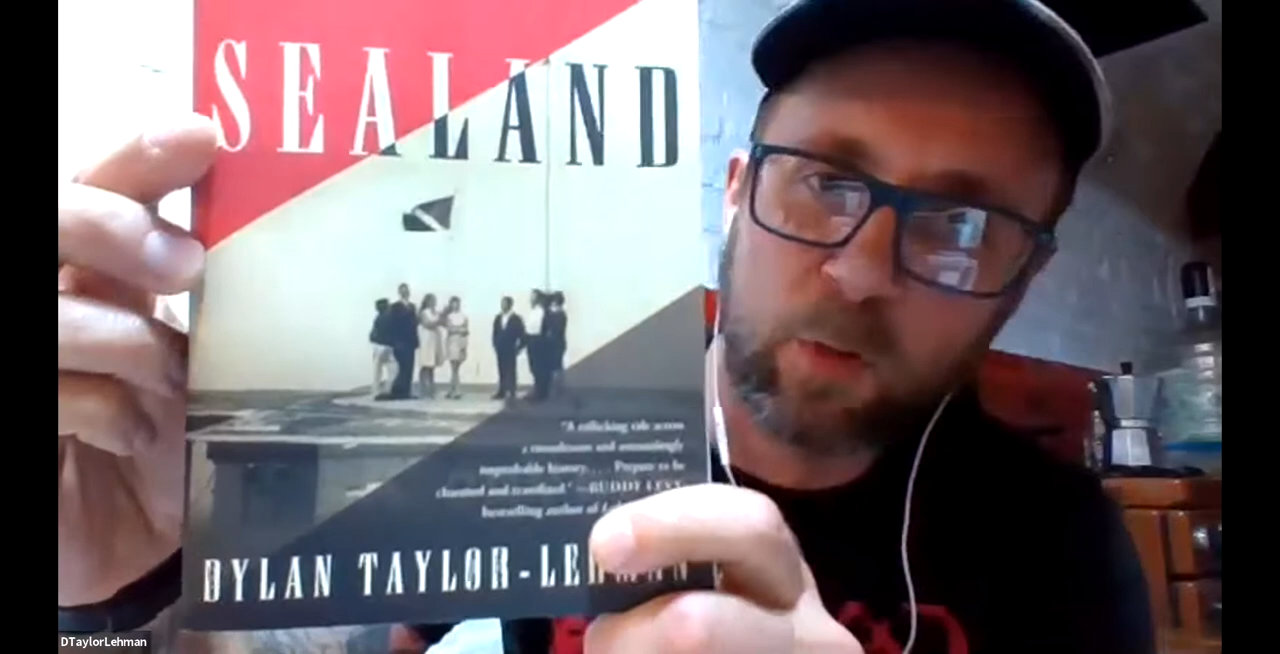 SEALAND
"A rollicking ride across
a tumultuous and amusingly
improbable history. . . . Prepare to be
charmed and transfixed." —BUDDY LEVY,
bestselling author of
DYLAN TAYLOR-LEHMAN
DTaylorLehman